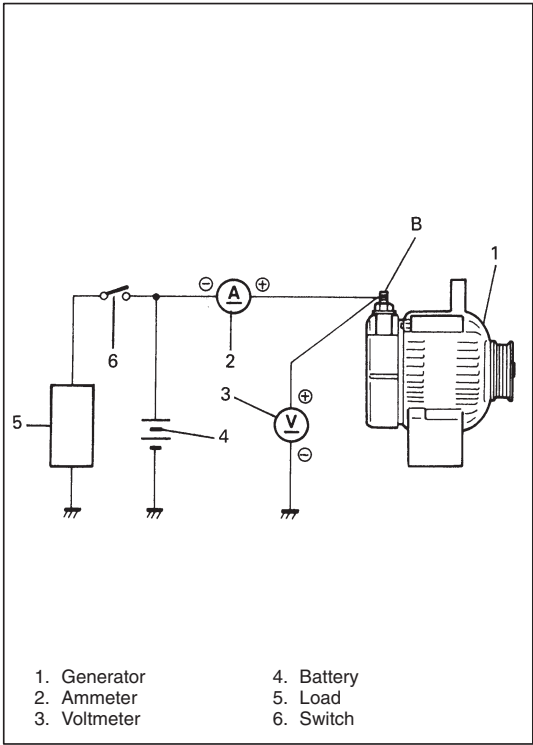 B
1
⊖ A ⊕
6
2
3
⊕
5
V
4
⊖
1. Generator
2. Ammeter
3. Voltmeter
4. Battery
5. Load
6. Switch